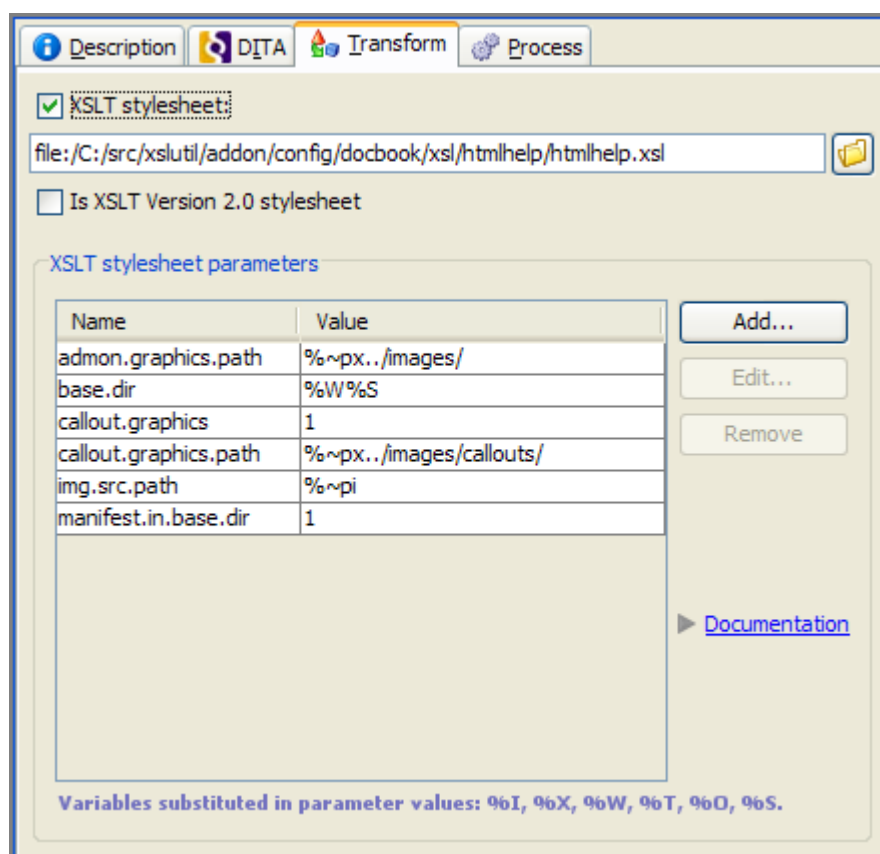 Description DITA Transform Process
XSLT stylesheet:
file:/C:/src/xslutil/addon/config/docbook/xsl/htmlhelp/htmlhelp.xsl
Is XSLT Version 2.0 stylesheet
XSLT stylesheet parameters
Name Value Add...
admon.graphics.path %~px../images/
base.dir %W%S Edit...
callout.graphics 1
callout.graphics.path %~px../images/callouts/ Remove
img.src.path %~pi
manifest.in.base.dir 1
Documentation
Variables substituted in parameter values: %I, %X, %W, %T, %O, %S.